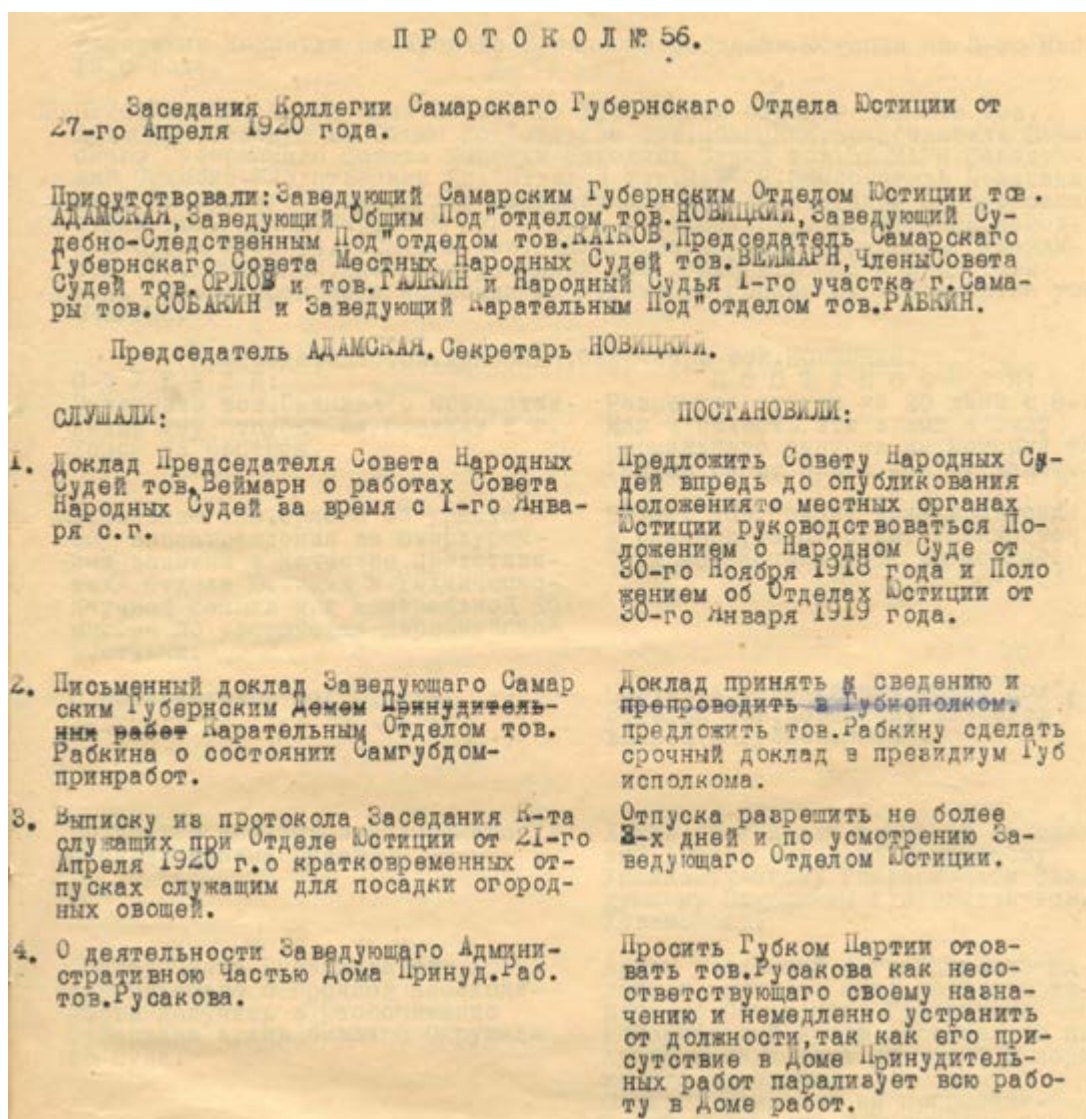 ПРОТОКОЛ № 56.
Заседания Коллегии Самарскаго Губернскаго Отдела Юстиции от
27-го Апреля 1920 года.
Присутствовали: Заведующий Самарским Губернским Отделом Юстиции тов.
АДАМСКАЯ, Заведующий Общим Под"отделом тов. НОВИЦКИЙ, Заведующий Су-
дебно-Следственным Под"отделом тов. КАТКОВ, Председатель Самарскаго
Губернскаго Совета Местных Народных Судей тов. ВЕЙМАРН, Члены Совета
Судей тов. ОРЛОВ и тов. ГАЛКИН и Народный Судья 1-го участка г. Сама-
ры тов. СОБАКИН и Заведующий Карательным Под"отделом тов. РАБКИН.
Председатель АДАМСКАЯ. Секретарь НОВИЦКИЙ.
СЛУШАЛИ:
1. Доклад Председателя Совета Народных
Судей тов. Веймарн о работах Совета
Народных Судей за время с 1-го Янва-
ря с.г.
2. Письменный доклад Заведующаго Самар
ским Губернским Домом Принудитель-
ных работ Карательным Отделом тов.
Рабкина о состоянии Самгубдом-
принработ.
3. Выписку из протокола Заседания К-та
служащих при Отделе Юстиции от 21-го
Апреля 1920 г. о кратковременных от-
пусках служащим для посадки огород-
ных овощей.
4. О деятельности Заведующаго Админи-
стративною Частью Дома Принуд. Раб.
тов. Русакова.
ПОСТАНОВИЛИ:
Предложить Совету Народных Су-
дей впредь до опубликования
Положения о местных органах
Юстиции руководствоваться По-
ложением о Народном Суде от
30-го Ноября 1918 года и Поло
жением об Отделах Юстиции от
30-го Января 1919 года.
Доклад принять к сведению и
препроводить в Губисполком.
предложить тов. Рабкину сделать
срочный доклад в президиум Губ
исполкома.
Отпуска разрешить не более
3-х дней и по усмотрению За-
ведующаго Отделом Юстиции.
Просить Губком Партии отоз-
вать тов. Русакова как несо-
ответствующаго своему назна-
чению и немедленно устранить
от должности, так как его при-
сутствие в Доме Принудитель-
ных работ парализует всю рабо-
ту в Доме работ.